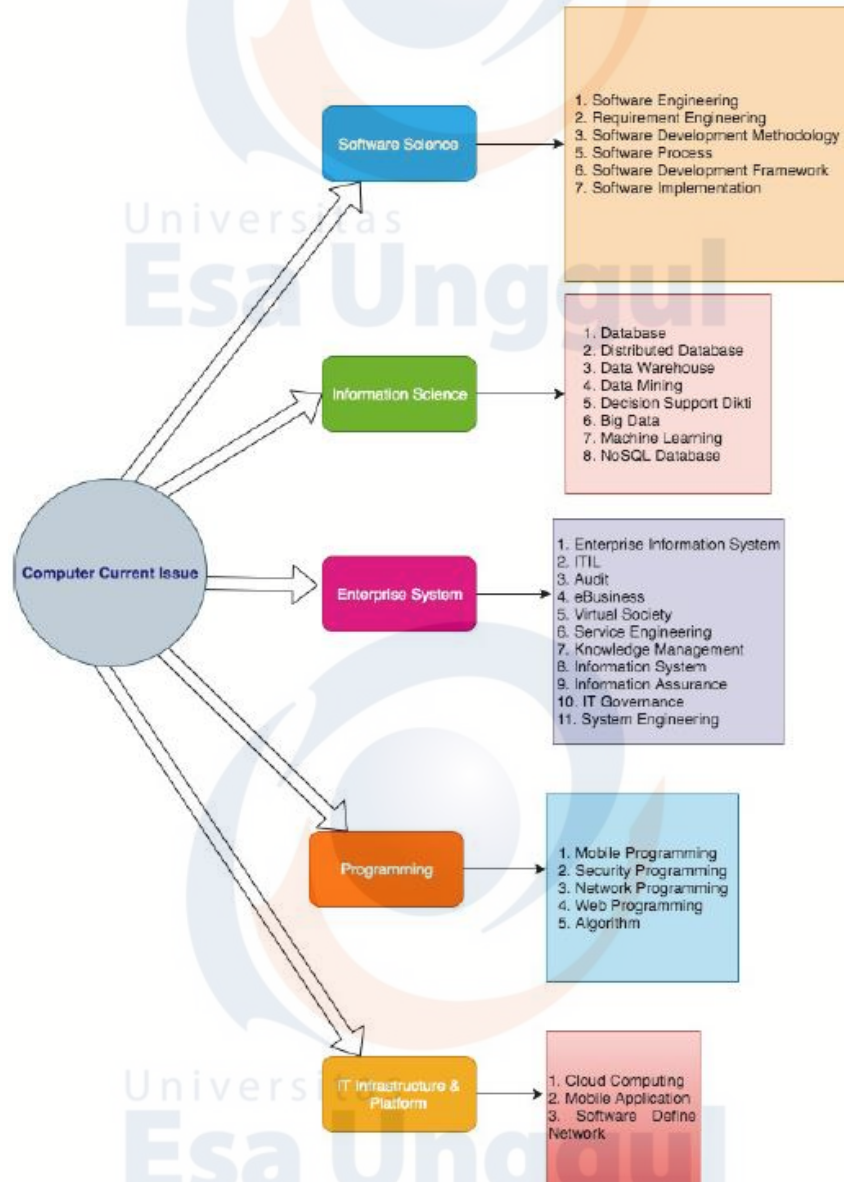 Computer Current Issue
Software Science
1. Software Engineering
2. Requirement Engineering
3. Software Development Methodology
5. Software Process
6. Software Development Framework
7. Software Implementation
Universitas
Esa Unggul
Information Science
1. Database
2. Distributed Database
3. Data Warehouse
4. Data Mining
5. Decision Support Dikti
6. Big Data
7. Machine Learning
8. NoSQL Database
Enterprise System
1. Enterprise Information System
2. ITIL
3. Audit
4. eBusiness
5. Virtual Society
6. Service Engineering
7. Knowledge Management
8. Information System
9. Information Assurance
10. IT Governance
11. System Engineering
Programming
1. Mobile Programming
2. Security Programming
3. Network Programming
4. Web Programming
5. Algorithm
IT Infrastructure &
Platform
1. Cloud Computing
2. Mobile Application
3. Software Define
Network
Universitas
Esa Unggul